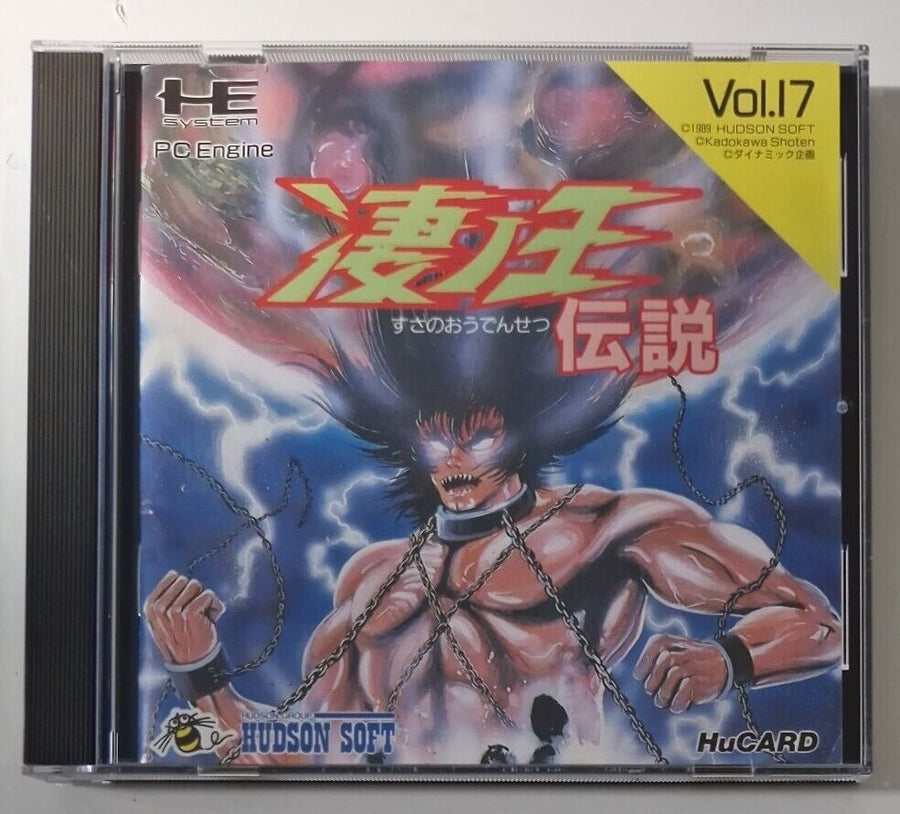 HE
system
PC Engine
Vol.17
©1989 HUDSON SOFT
©Kadokawa Shoten
©ダイナミック企画
凄ノ王
すさのおうでんせつ
伝説
HUDSON GROUP
HUDSON SOFT
HuCARD